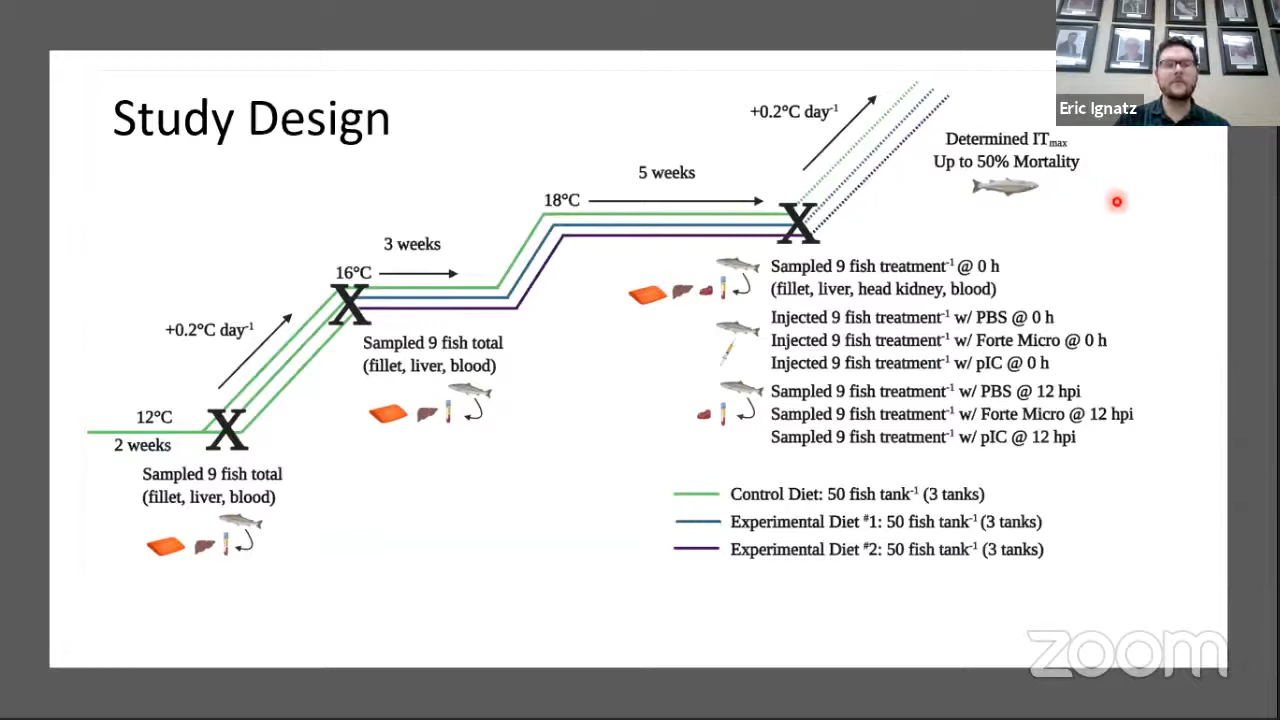 Study Design
Eric Ignatz
+0.2°C day⁻¹
Determined ITmax
Up to 50% Mortality
5 weeks
18°C
3 weeks
16°C
+0.2°C day⁻¹
12°C
2 weeks
X
X
X
Sampled 9 fish total
(fillet, liver, blood)
Sampled 9 fish total
(fillet, liver, blood)
Sampled 9 fish treatment⁻¹ @ 0 h
(fillet, liver, head kidney, blood)
Injected 9 fish treatment⁻¹ w/ PBS @ 0 h
Injected 9 fish treatment⁻¹ w/ Forte Micro @ 0 h
Injected 9 fish treatment⁻¹ w/ pIC @ 0 h
Sampled 9 fish treatment⁻¹ w/ PBS @ 12 hpi
Sampled 9 fish treatment⁻¹ w/ Forte Micro @ 12 hpi
Sampled 9 fish treatment⁻¹ w/ pIC @ 12 hpi
Control Diet: 50 fish tank⁻¹ (3 tanks)
Experimental Diet #1: 50 fish tank⁻¹ (3 tanks)
Experimental Diet #2: 50 fish tank⁻¹ (3 tanks)
zoom